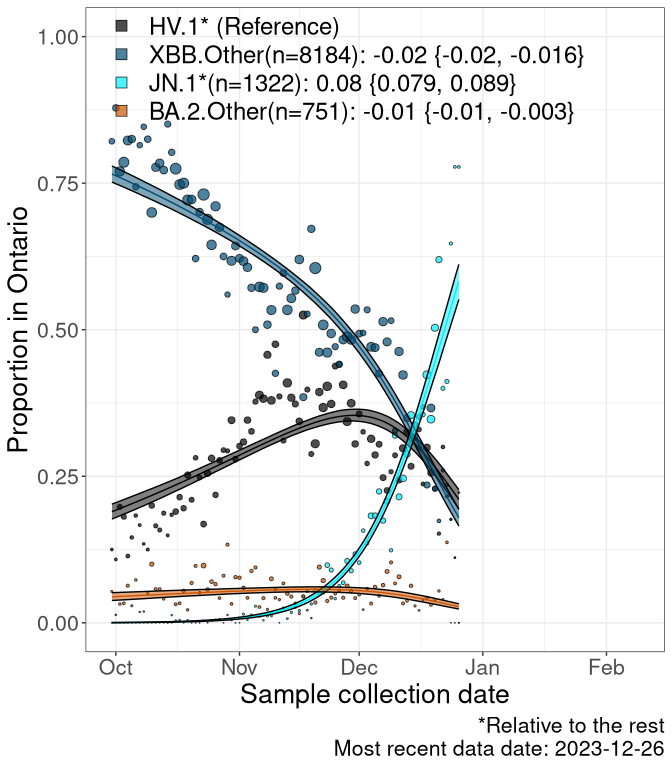 HV.1* (Reference)
XBB.Other(n=8184): -0.02 {-0.02, -0.016}
JN.1*(n=1322): 0.08 {0.079, 0.089}
BA.2.Other(n=751): -0.01 {-0.01, -0.003}
1.00
0.75
0.50
0.25
0.00
Proportion in Ontario
Oct Nov Dec Jan Feb
Sample collection date
*Relative to the rest
Most recent data date: 2023-12-26